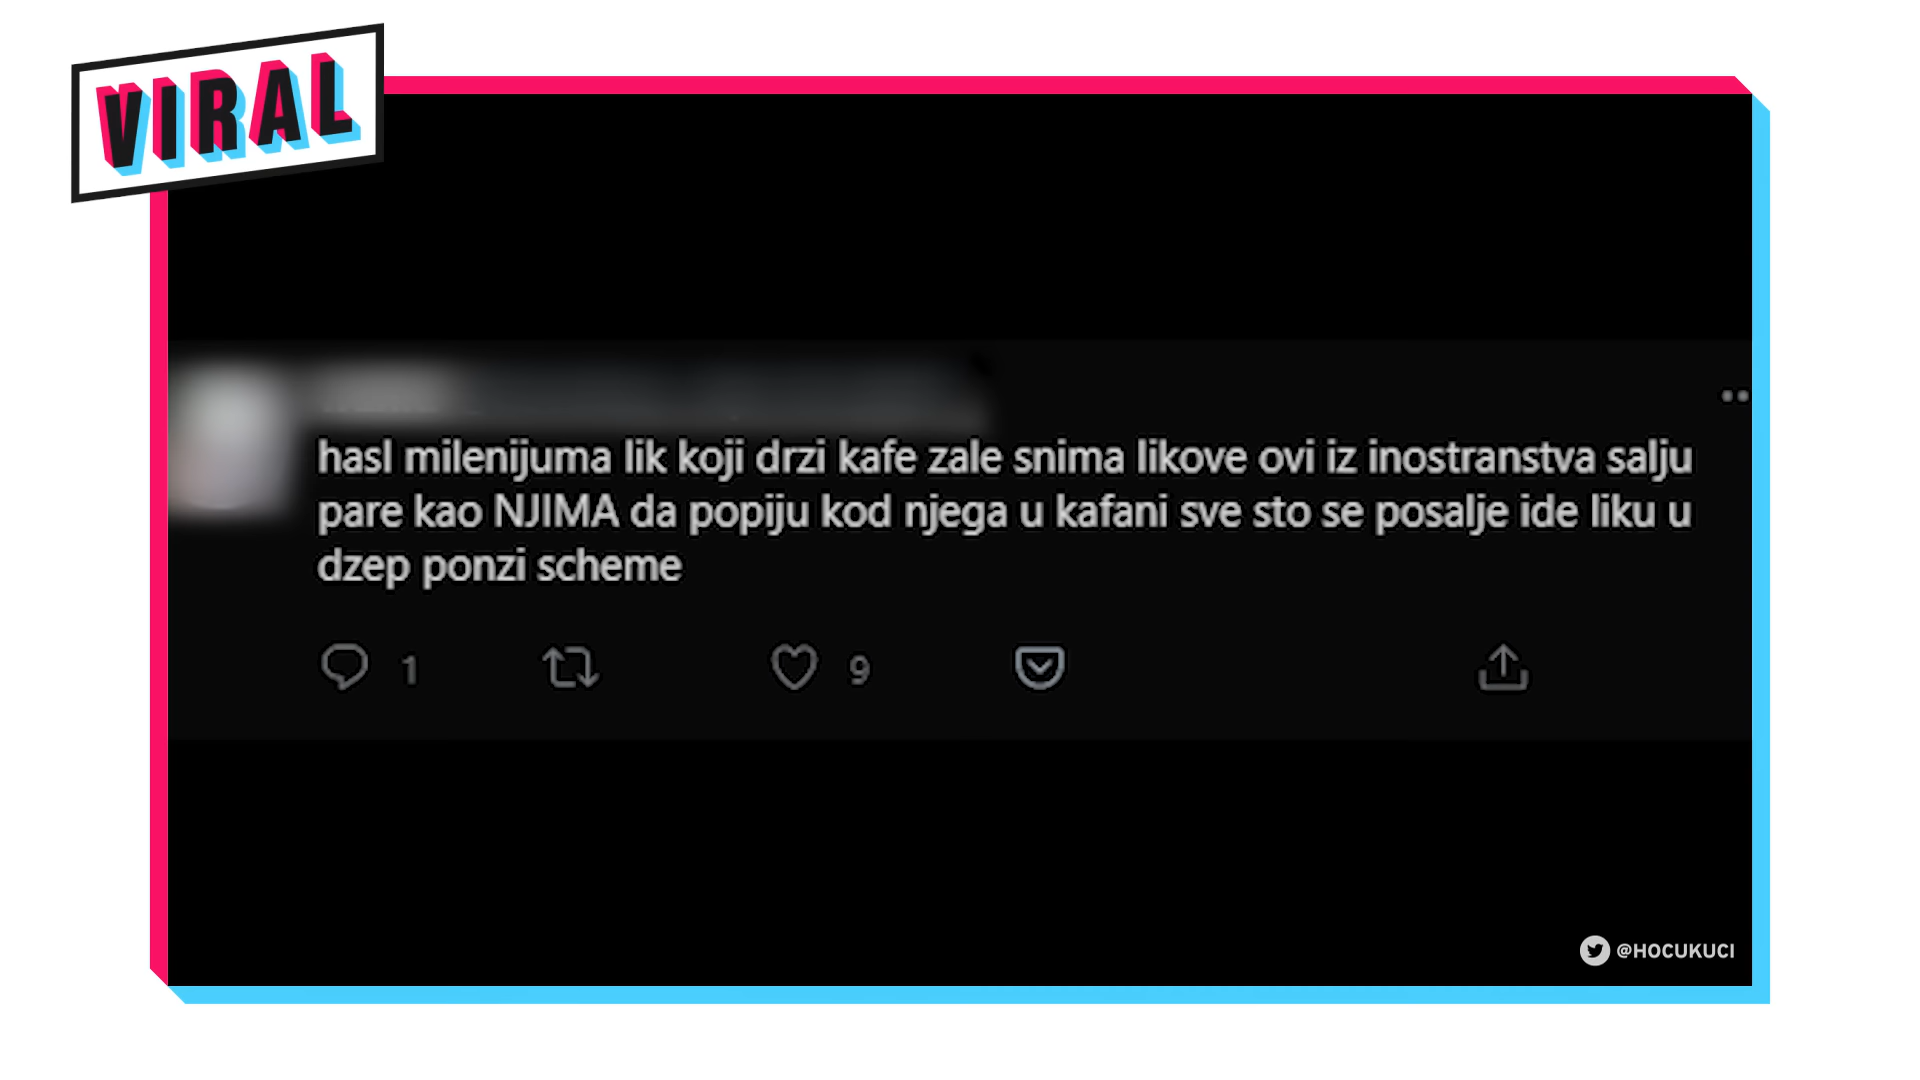 VIRAL
hasl milenijuma lik koji drzi kafe zale snima likove ovi iz inostranstva salju
pare kao NJIMA da popiju kod njega u kafani sve sto se posalje ide liku u
dzep ponzi scheme
1 9
@HOCUKUCI